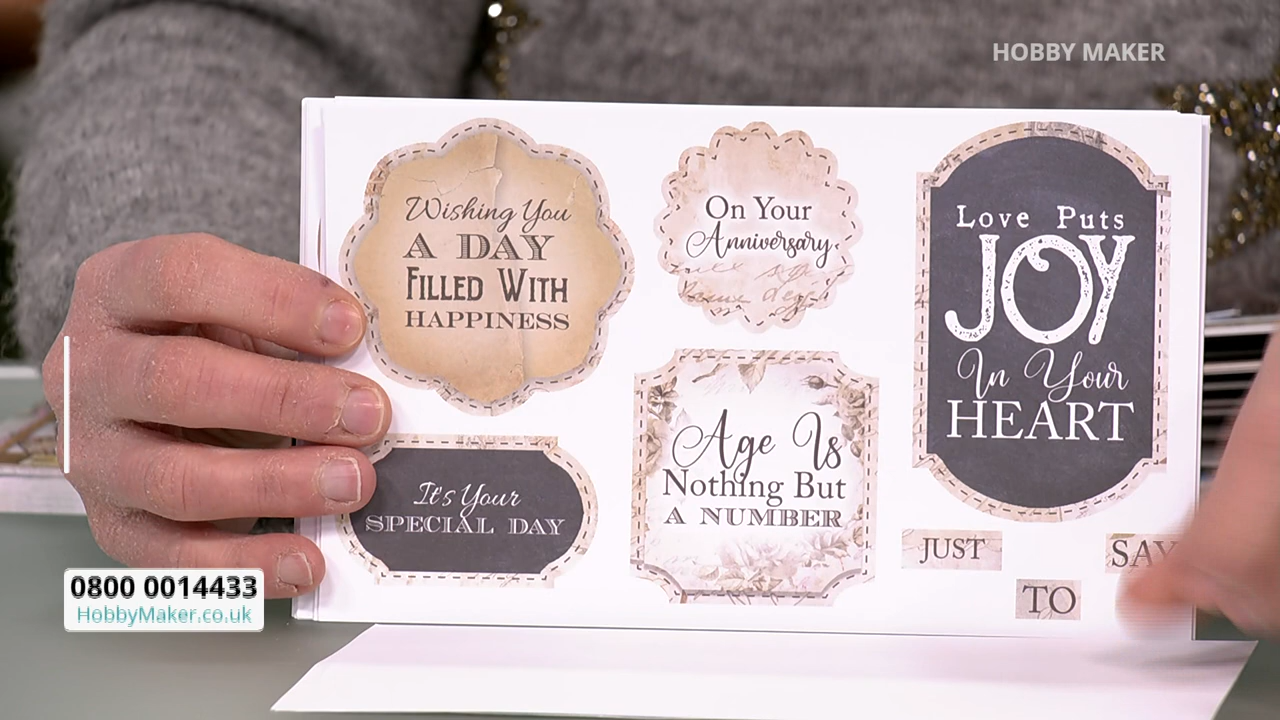 HOBBY MAKER
Wishing You
A DAY
FILLED WITH
HAPPINESS
On Your
Anniversary
Love Puts
JOY
In Your
HEART
Age Is
Nothing But
A NUMBER
It's Your
SPECIAL DAY
JUST
SAY
TO
0800 0014433
HobbyMaker.co.uk